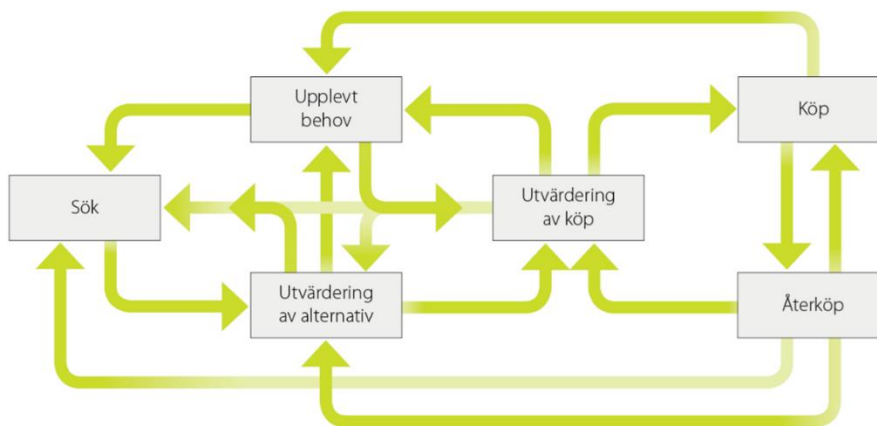 Upplevt
behov
Köp
Sök
Utvärdering
av köp
Utvärdering
av alternativ
Återköp